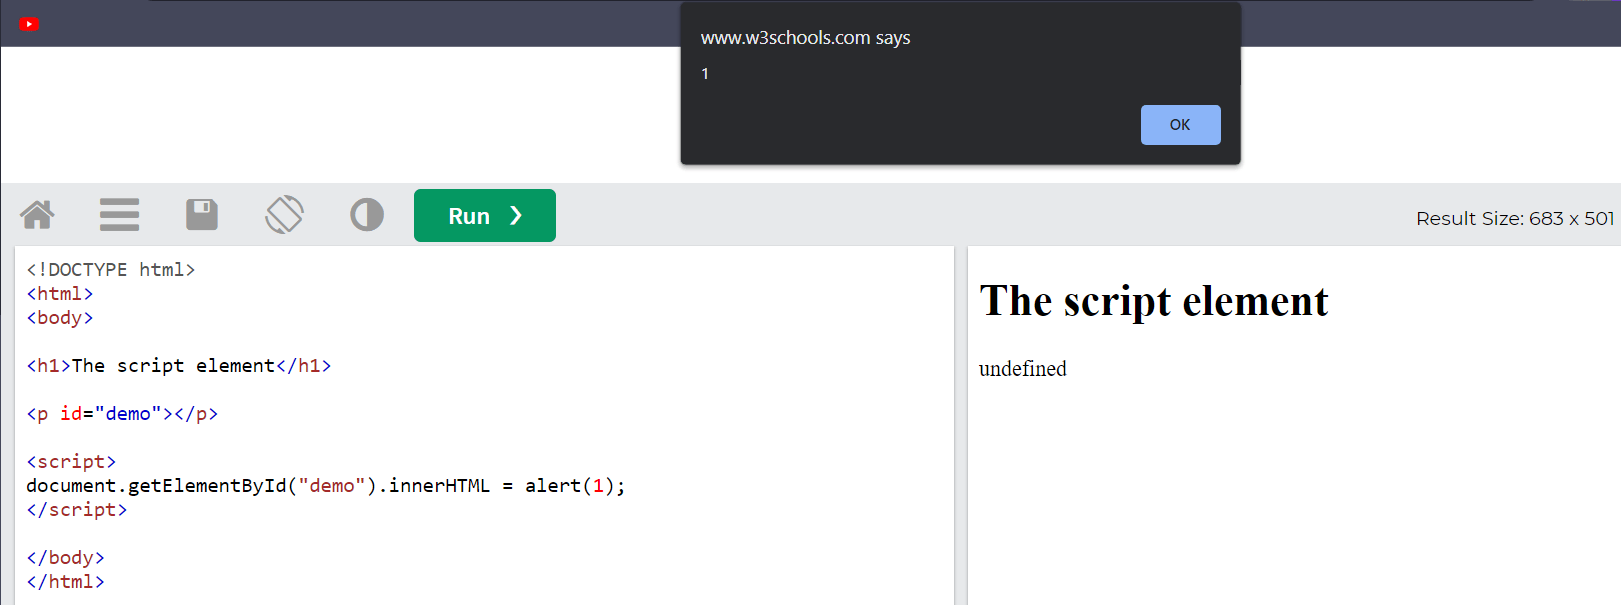 www.w3schools.com says
1
OK
Run ❯
Result Size: 683 x 501
<!DOCTYPE html>
<html>
<body>
<h1>The script element</h1>
<p id="demo"></p>
<script>
document.getElementById("demo").innerHTML = alert(1);
</script>
</body>
</html>
The script element
undefined